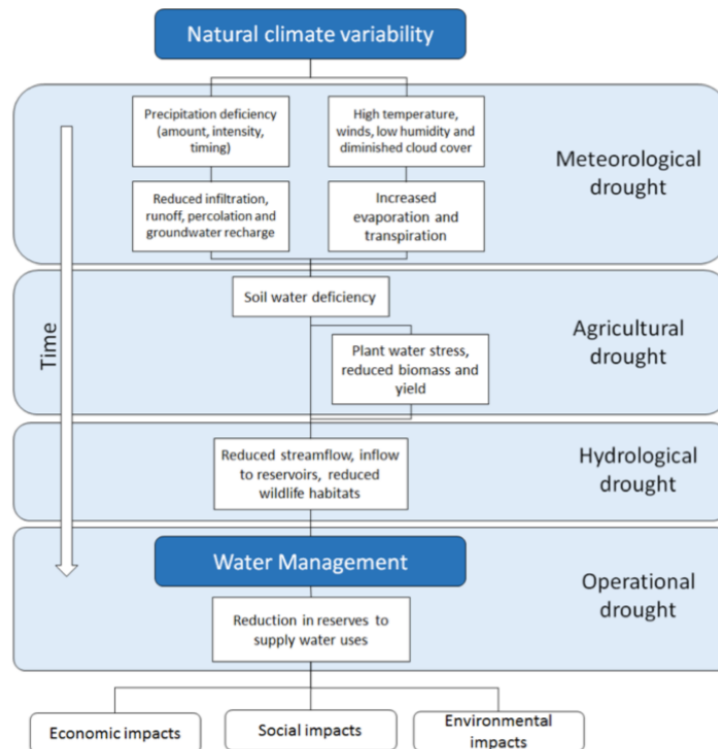 Natural climate variability
Precipitation deficiency
(amount, intensity,
timing)
High temperature,
winds, low humidity and
diminished cloud cover
Meteorological
drought
Reduced infiltration,
runoff, percolation and
groundwater recharge
Increased
evaporation and
transpiration
Time
Soil water deficiency
Agricultural
drought
Plant water stress,
reduced biomass and
yield
Reduced streamflow, inflow
to reservoirs, reduced
wildlife habitats
Hydrological
drought
Water Management
Operational
drought
Reduction in reserves to
supply water uses
Economic impacts
Social impacts
Environmental
impacts